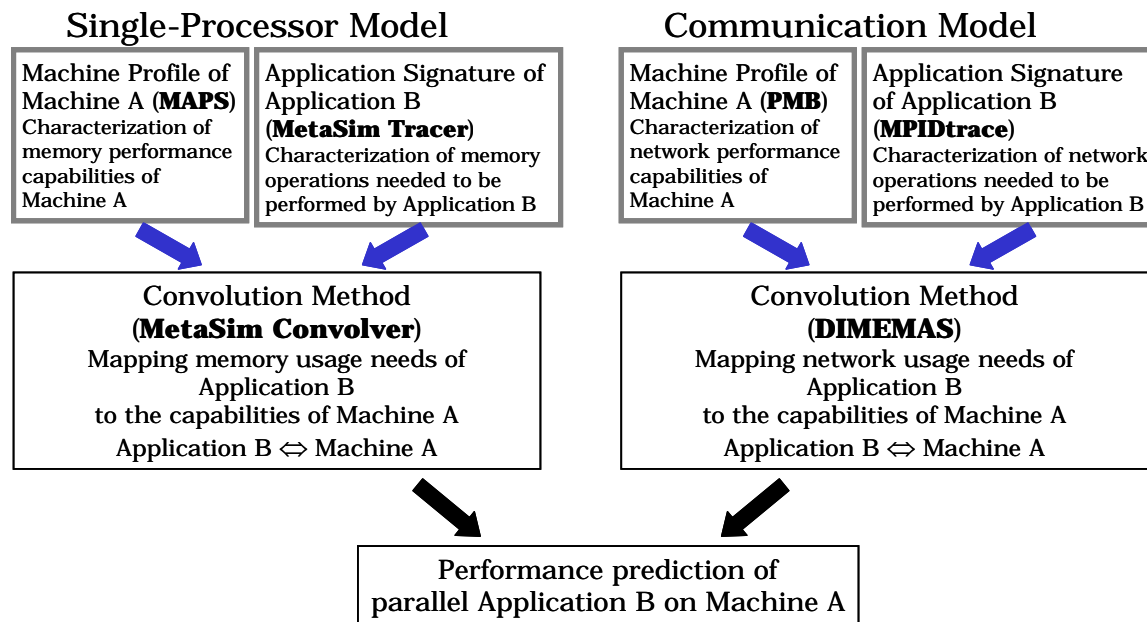 Single-Processor Model
Machine Profile of
Machine A (MAPS)
Characterization of
memory performance
capabilities of
Machine A
Application Signature of
Application B
(MetaSim Tracer)
Characterization of memory
operations needed to be
performed by Application B
Convolution Method
(MetaSim Convolver)
Mapping memory usage needs of
Application B
to the capabilities of Machine A
Application B ⇔ Machine A
Communication Model
Machine Profile of
Machine A (PMB)
Characterization of
network performance
capabilities of
Machine A
Application Signature
of Application B
(MPIDtrace)
Characterization of network
operations needed to be
performed by Application B
Convolution Method
(DIMEMAS)
Mapping network usage needs of
Application B
to the capabilities of Machine A
Application B ⇔ Machine A
Performance prediction of
parallel Application B on Machine A